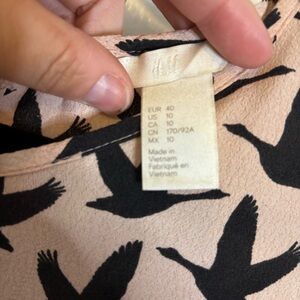 H&M
EUR 40
US 10
CA 10
CN 170/92A
MX 10
Made in
Vietnam
Fabriqué en
Vietnam